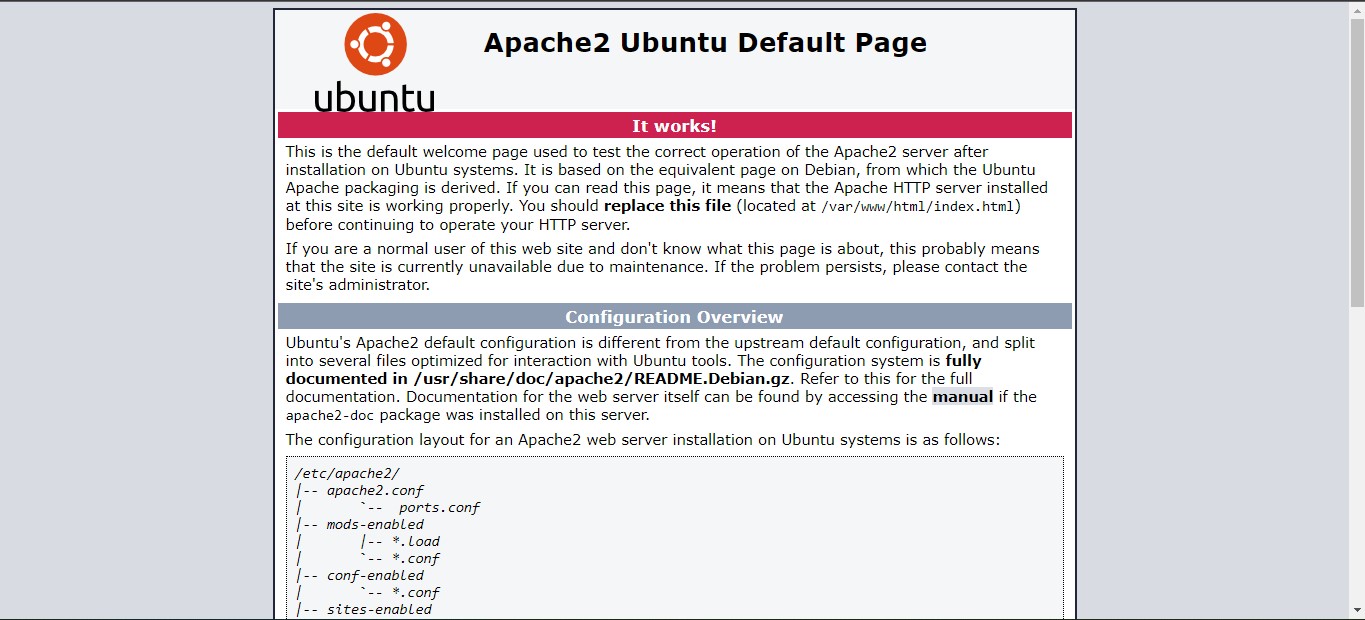 ubuntu
Apache2 Ubuntu Default Page
It works!
This is the default welcome page used to test the correct operation of the Apache2 server after
installation on Ubuntu systems. It is based on the equivalent page on Debian, from which the Ubuntu
Apache packaging is derived. If you can read this page, it means that the Apache HTTP server installed
at this site is working properly. You should replace this file (located at /var/www/html/index.html)
before continuing to operate your HTTP server.
If you are a normal user of this web site and don't know what this page is about, this probably means
that the site is currently unavailable due to maintenance. If the problem persists, please contact the
site's administrator.
Configuration Overview
Ubuntu's Apache2 default configuration is different from the upstream default configuration, and split
into several files optimized for interaction with Ubuntu tools. The configuration system is fully
documented in /usr/share/doc/apache2/README.Debian.gz. Refer to this for the full
documentation. Documentation for the web server itself can be found by accessing the manual if the
apache2-doc package was installed on this server.
The configuration layout for an Apache2 web server installation on Ubuntu systems is as follows:
/etc/apache2/
|-- apache2.conf
|       `--  ports.conf
|-- mods-enabled
|       |-- *.load
|       `-- *.conf
|-- conf-enabled
|       `-- *.conf
|-- sites-enabled